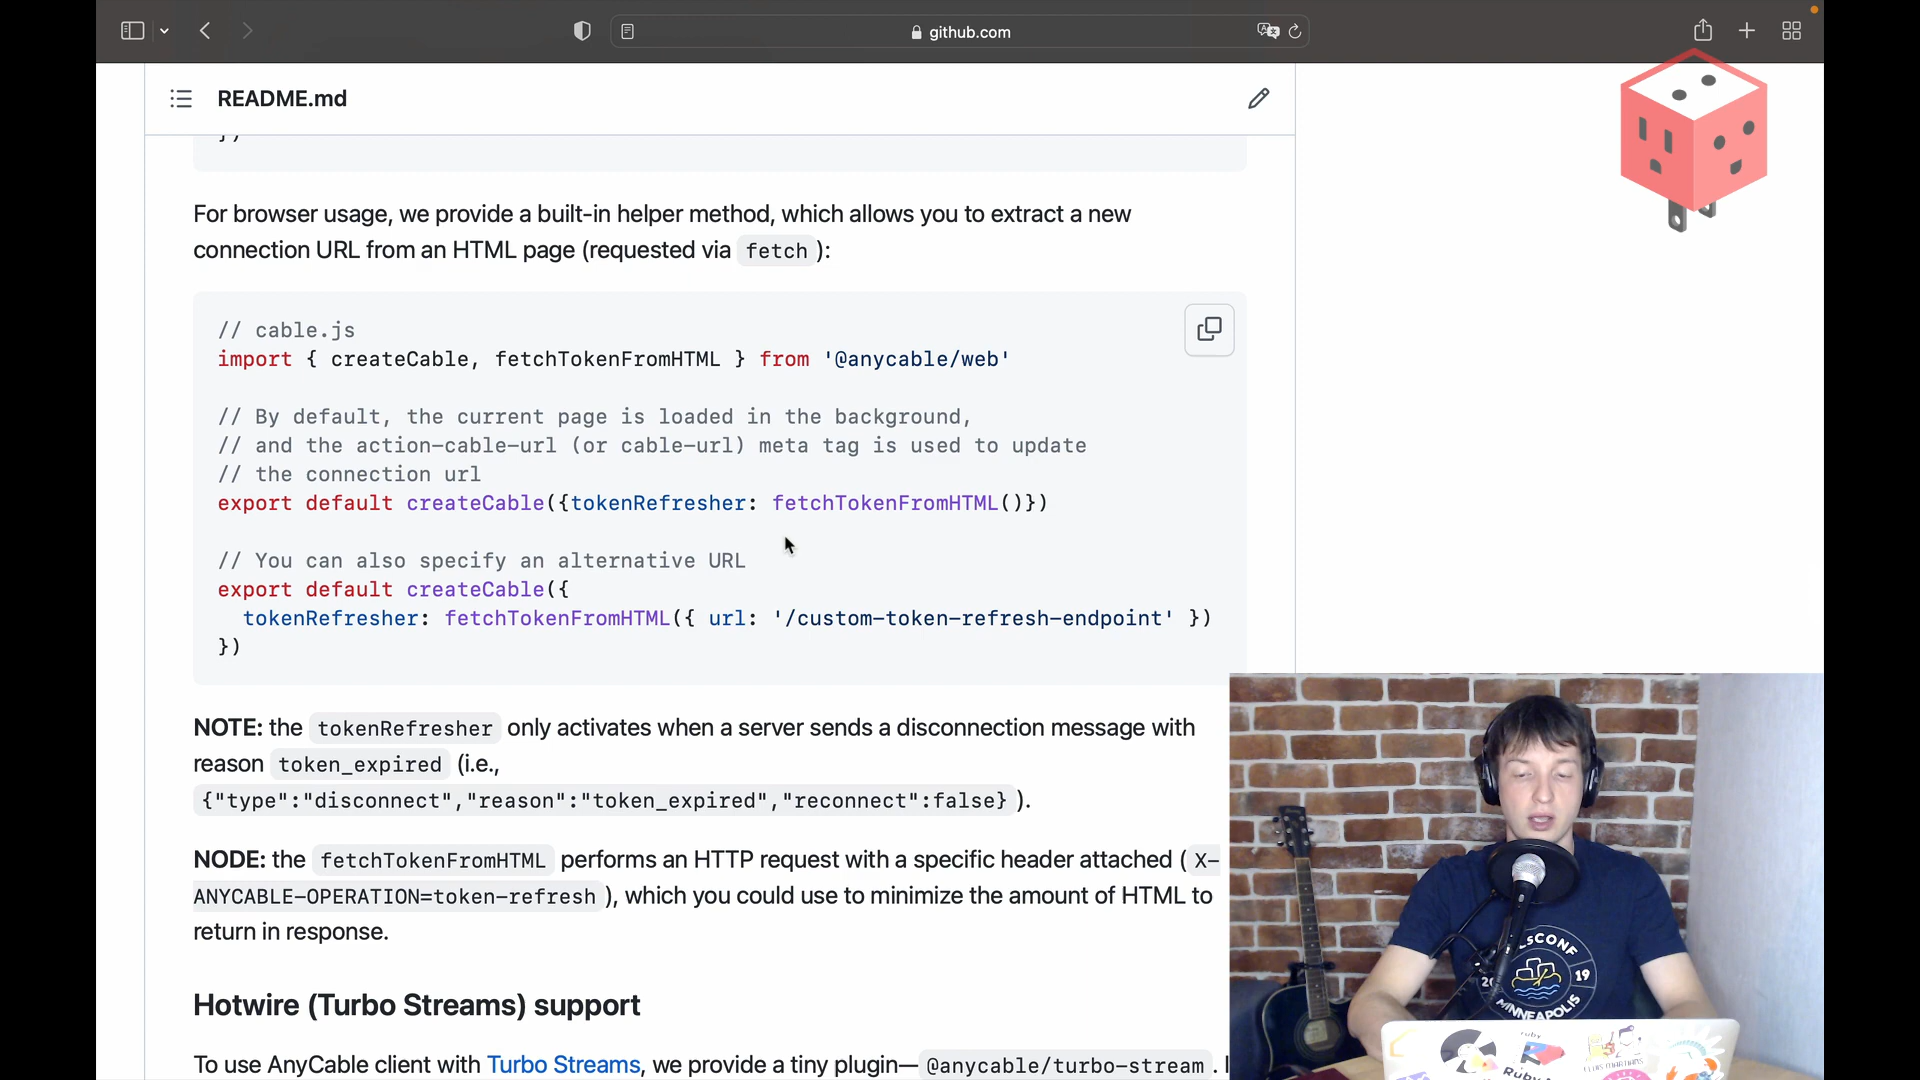 github.com
README.md
})
For browser usage, we provide a built-in helper method, which allows you to extract a new
connection URL from an HTML page (requested via fetch ):
// cable.js
import { createCable, fetchTokenFromHTML } from '@anycable/web'
// By default, the current page is loaded in the background,
// and the action-cable-url (or cable-url) meta tag is used to update
// the connection url
export default createCable({tokenRefresher: fetchTokenFromHTML()})
// You can also specify an alternative URL
export default createCable({
tokenRefresher: fetchTokenFromHTML({ url: '/custom-token-refresh-endpoint' })
})
NOTE: the tokenRefresher only activates when a server sends a disconnection message with
reason token_expired (i.e.,
{"type":"disconnect","reason":"token_expired","reconnect":false} ).
NODE: the fetchTokenFromHTML performs an HTTP request with a specific header attached ( X-
ANYCABLE-OPERATION=token-refresh ), which you could use to minimize the amount of HTML to
return in response.
Hotwire (Turbo Streams) support
To use AnyCable client with Turbo Streams, we provide a tiny plugin— @anycable/turbo-stream . I
LSCONF
20 19
MINNEAPOLIS
ruby